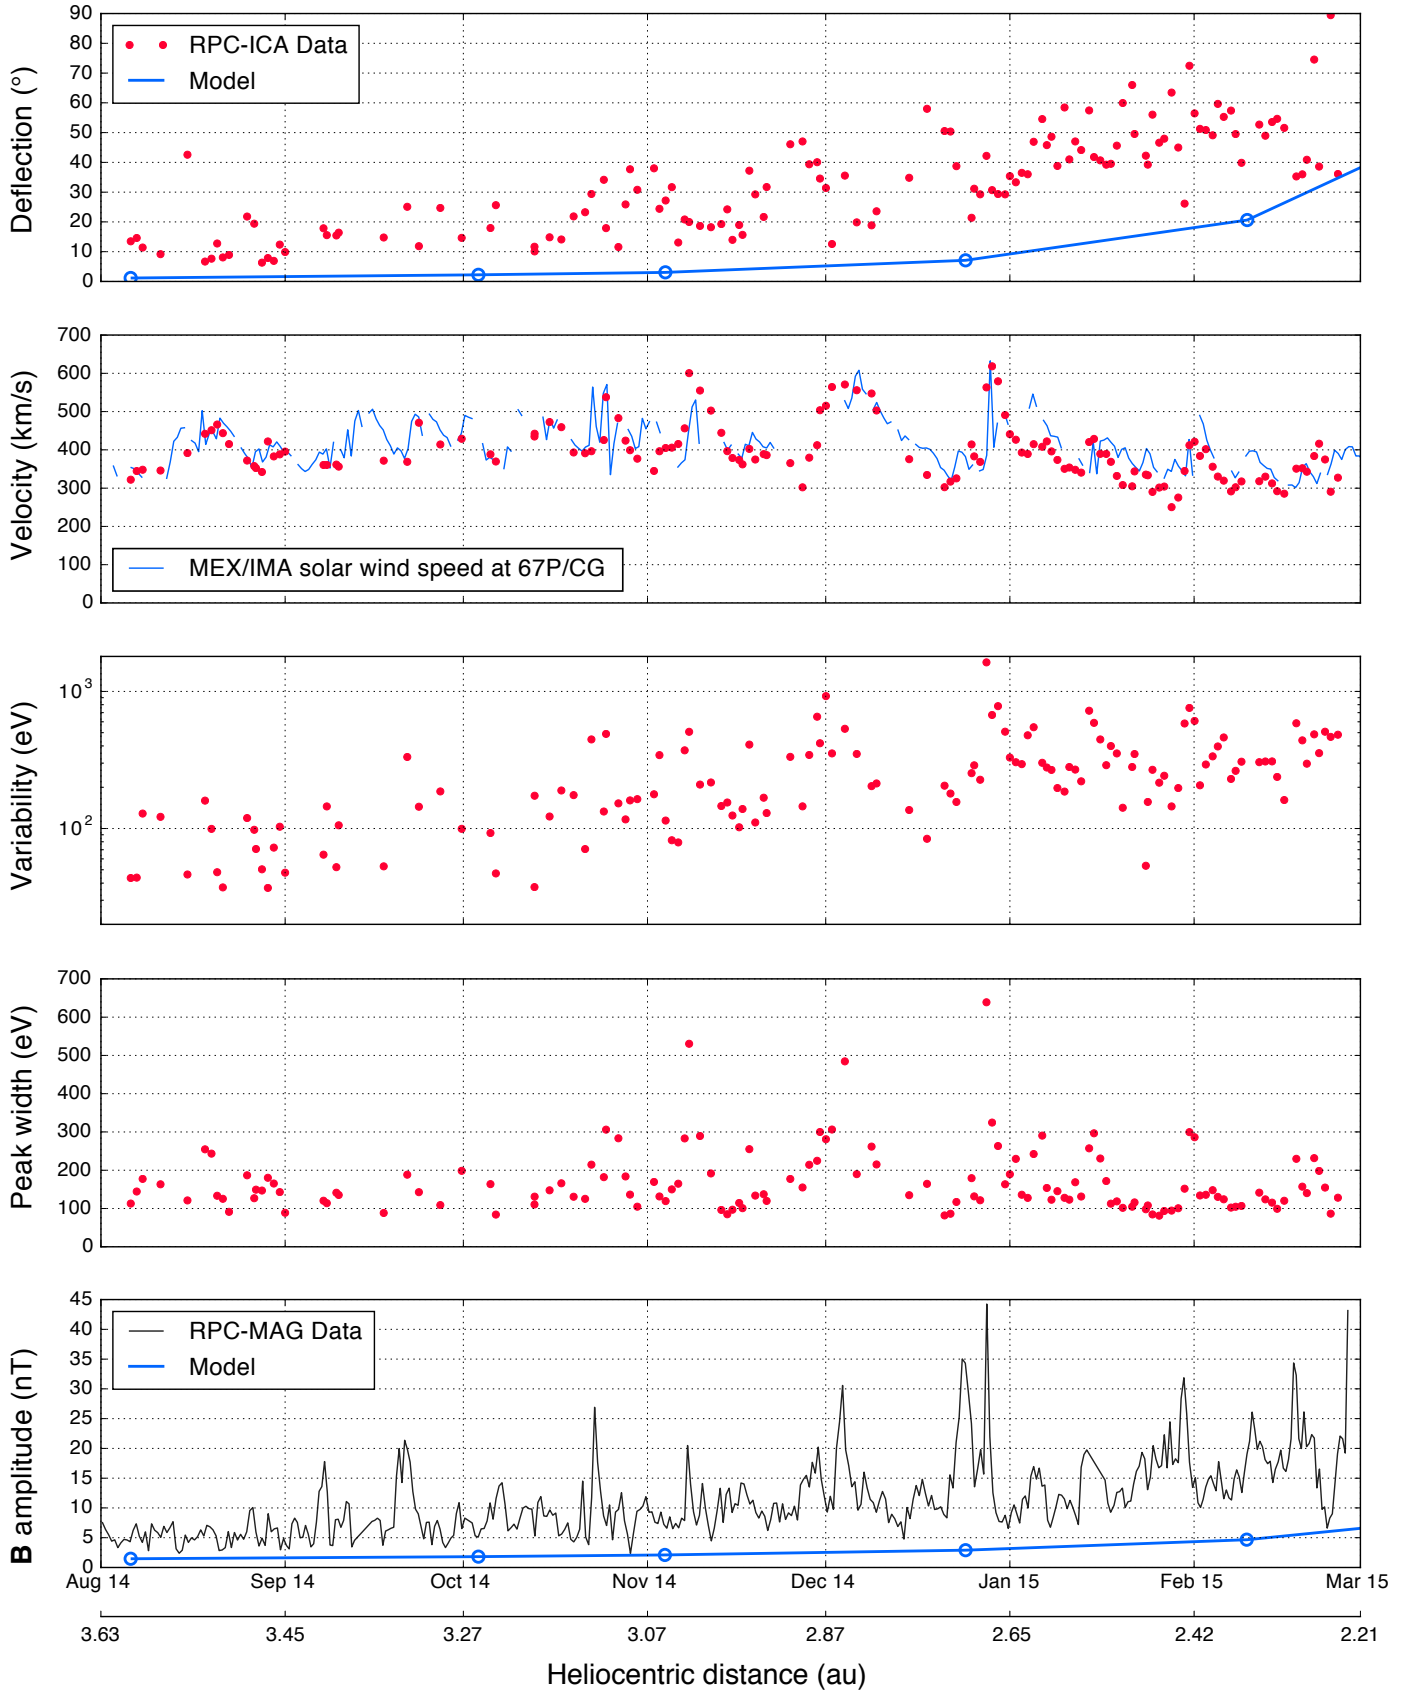 90
80
70
60
50
40
30
20
10
0
Deflection (°)
RPC-ICA Data
Model
700
600
500
400
300
200
100
0
Velocity (km/s)
MEX/IMA solar wind speed at 67P/CG
10³
10²
Variability (eV)
700
600
500
400
300
200
100
0
Peak width (eV)
45
40
35
30
25
20
15
10
5
0
B amplitude (nT)
RPC-MAG Data
Model
Aug 14 Sep 14 Oct 14 Nov 14 Dec 14 Jan 15 Feb 15 Mar 15
3.63 3.45 3.27 3.07 2.87 2.65 2.42 2.21
Heliocentric distance (au)